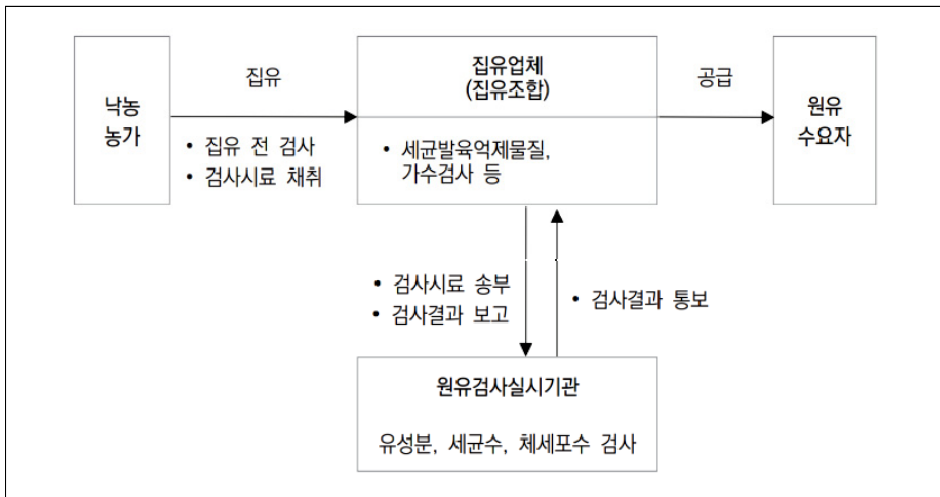 낙농
농가
집유
• 집유 전 검사
• 검사시료 채취
집유업체
(집유조합)
• 세균발육억제물질,
가수검사 등
공급
원유
수요자
• 검사시료 송부
• 검사결과 보고
• 검사결과 통보
원유검사실시기관
유성분, 세균수, 체세포수 검사